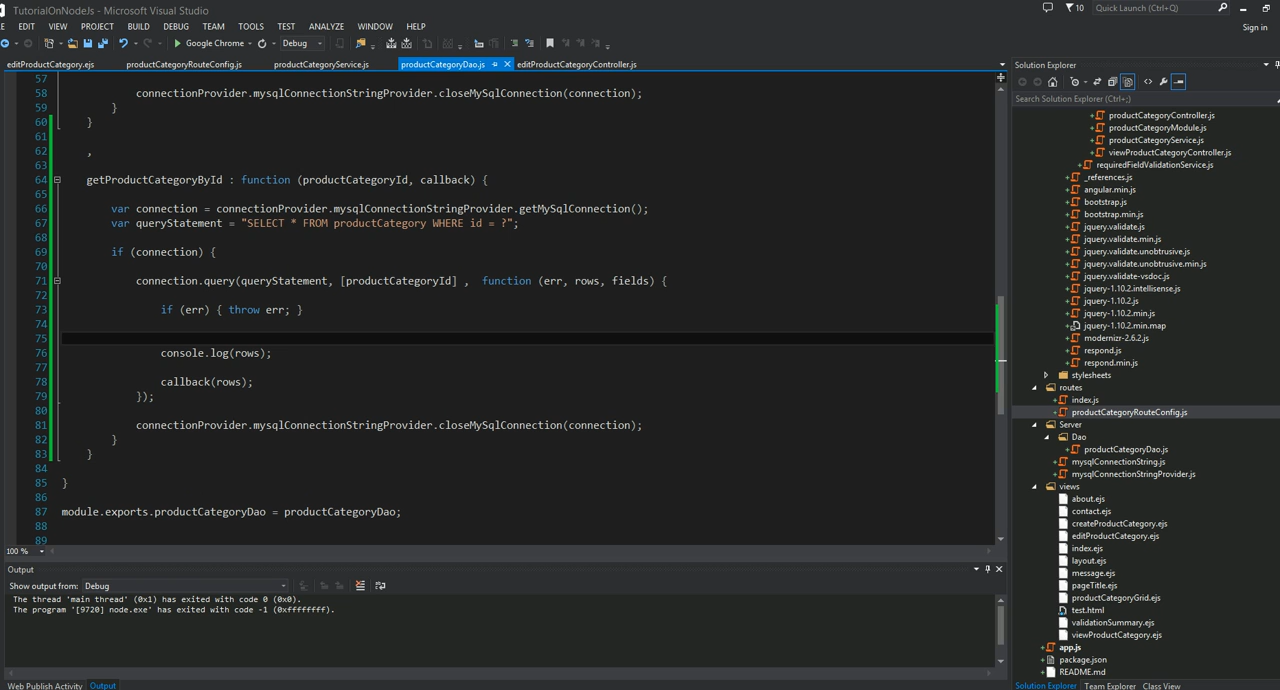 TutorialOnNodeJs - Microsoft Visual Studio
10
Quick Launch (Ctrl+Q)
EDIT VIEW PROJECT BUILD DEBUG TEAM TOOLS TEST ANALYZE WINDOW HELP
Sign in
Google Chrome
Debug
editProductCategory.ejs productCategoryRouteConfig.js productCategoryService.js productCategoryDao.js editProductCategoryController.js
57
58 connectionProvider.mysqlConnectionStringProvider.closeMySqlConnection(connection);
59 }
60 }
61
62 ,
63
64 getProductCategoryById : function (productCategoryId, callback) {
65
66 var connection = connectionProvider.mysqlConnectionStringProvider.getMySqlConnection();
67 var queryStatement = "SELECT * FROM productCategory WHERE id = ?";
68
69 if (connection) {
70
71 connection.query(queryStatement, [productCategoryId] , function (err, rows, fields) {
72
73 if (err) { throw err; }
74
75
76 console.log(rows);
77
78 callback(rows);
79 });
80
81 connectionProvider.mysqlConnectionStringProvider.closeMySqlConnection(connection);
82 }
83 }
84
85 }
86
87 module.exports.productCategoryDao = productCategoryDao;
88
89
100 %
Output
Show output from: Debug
The thread 'main thread' (0x1) has exited with code 0 (0x0).
The program '[9720] node.exe' has exited with code -1 (0xffffffff).
Web Publish Activity Output
Solution Explorer
Search Solution Explorer (Ctrl+;)
productCategoryController.js
productCategoryModule.js
productCategoryService.js
viewProductCategoryController.js
requiredFieldValidationService.js
_references.js
angular.min.js
bootstrap.js
bootstrap.min.js
jquery.validate.js
jquery.validate.min.js
jquery.validate.unobtrusive.js
jquery.validate.unobtrusive.min.js
jquery.validate-vsdoc.js
jquery-1.10.2.intellisense.js
jquery-1.10.2.js
jquery-1.10.2.min.js
jquery-1.10.2.min.map
modernizr-2.6.2.js
respond.js
respond.min.js
stylesheets
routes
index.js
productCategoryRouteConfig.js
Server
Dao
productCategoryDao.js
mysqlConnectionString.js
mysqlConnectionStringProvider.js
views
about.ejs
contact.ejs
createProductCategory.ejs
editProductCategory.ejs
index.ejs
layout.ejs
message.ejs
pageTitle.ejs
productCategoryGrid.ejs
test.html
validationSummary.ejs
viewProductCategory.ejs
app.js
package.json
README.md
Solution Explorer Team Explorer Class View